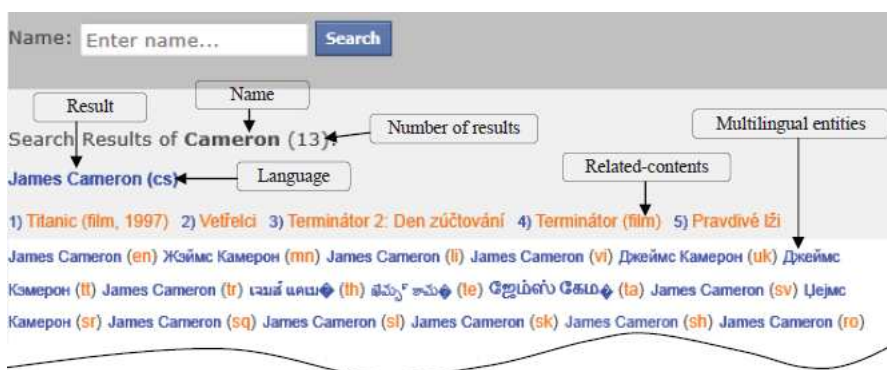 Name: Enter name... Search
Result Name
Number of results Multilingual entities
Search Results of Cameron (13):
Related-contents
James Cameron (cs) Language
1) Titanic (film, 1997) 2) Vetřelci 3) Terminátor 2: Den zúčtování 4) Terminátor (film) 5) Pravdivé lži
James Cameron (en) Жэймс Камерон (mn) James Cameron (li) James Cameron (vi) Джеймс Камерон (uk) Джеймс
Кэмерон (tt) James Cameron (tr) (th) (te) ஜேம்ஸ் (ta) James Cameron (sv) Џејмс
Камерон (sr) James Cameron (sq) James Cameron (sl) James Cameron (sk) James Cameron (sh) James Cameron (ro)